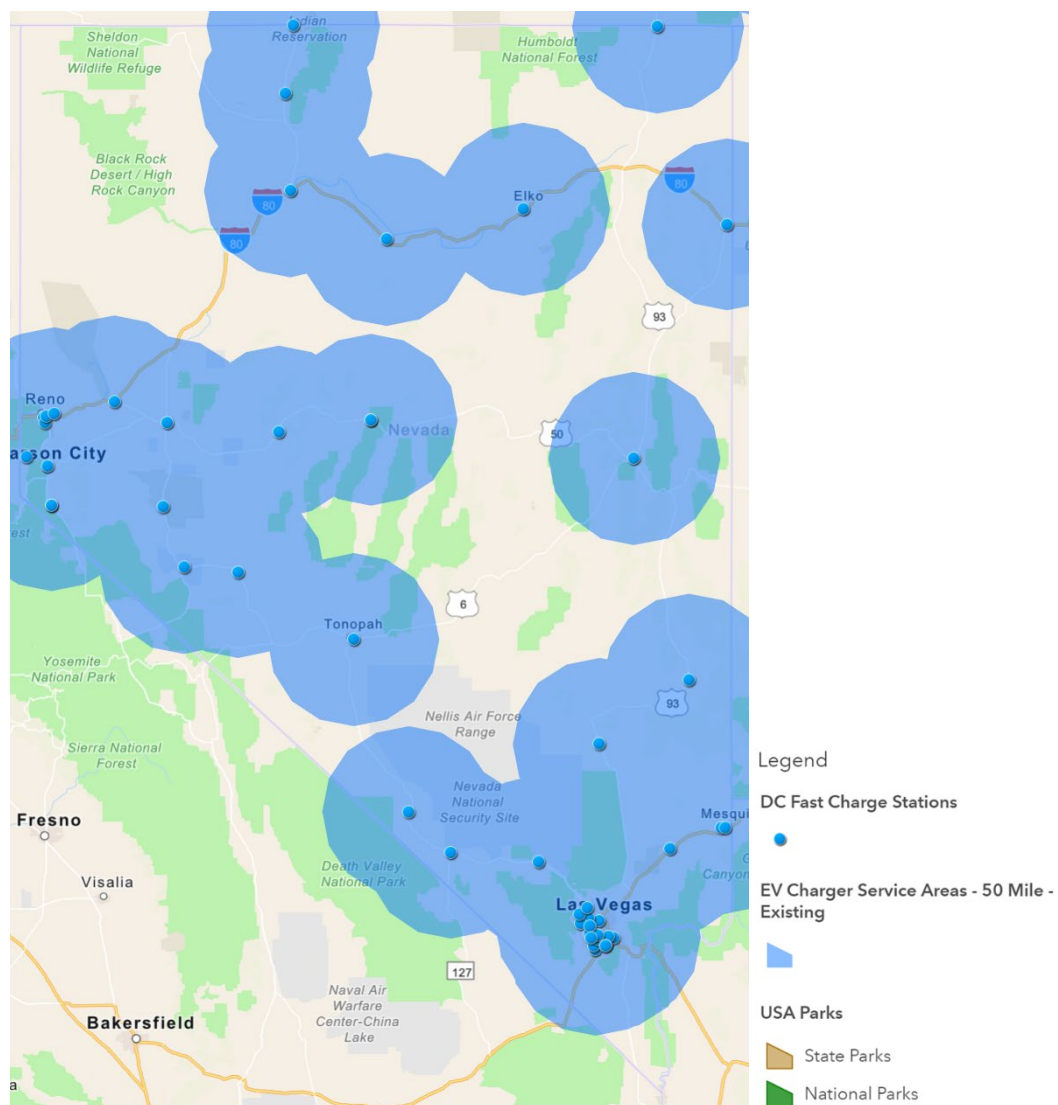 Indian
Reservation
Sheldon
National
Wildlife Refuge
Humboldt
National Forest
Black Rock
Desert / High
Rock Canyon
80
80
80
Elko
93
Reno
Nevada
50
arson City
est
6
Tonopah
Yosemite
National Park
93
Nellis Air Force
Range
Sierra National
Forest
Nevada
National
Security Site
Mesqui
Fresno
Death Valley
National Park
Canyon
Visalia
Las Vegas
127
Naval Air
Warfare
Center-China
Lake
Bakersfield
a
Legend
DC Fast Charge Stations
EV Charger Service Areas - 50 Mile -
Existing
USA Parks
State Parks
National Parks